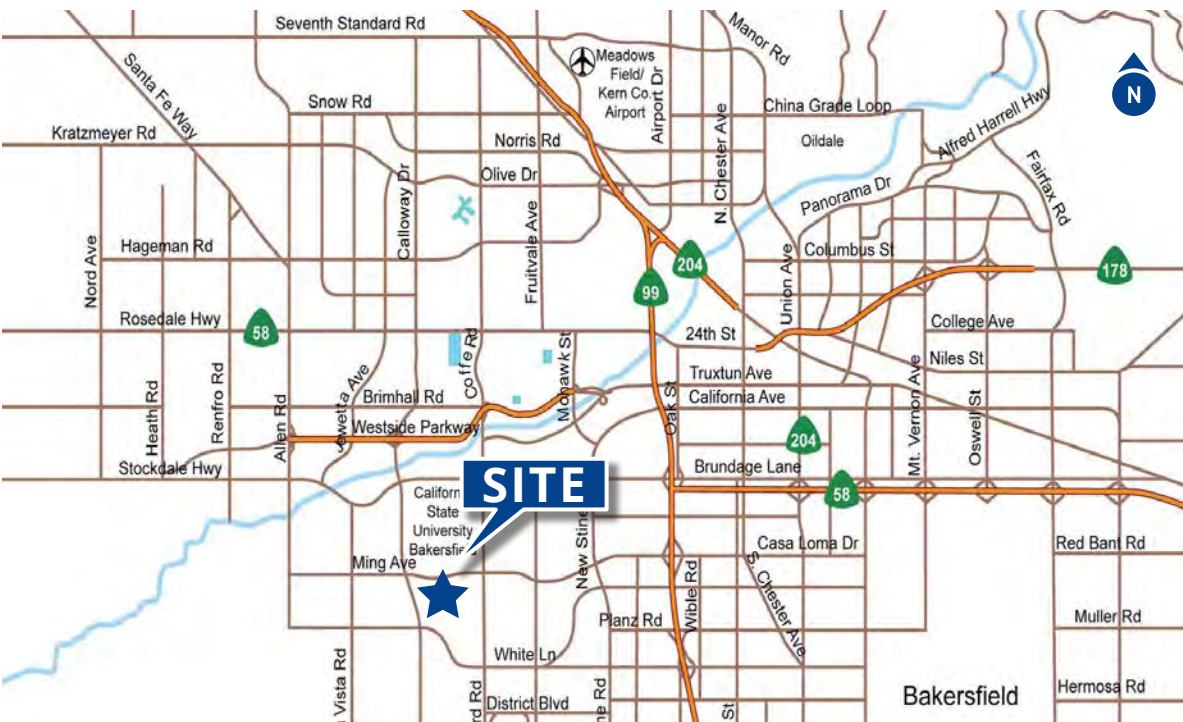 Seventh Standard Rd
Manor Rd
Santa Fe Way
Meadows
Field/
Kern Co.
Airport
Airport Dr
N
Snow Rd
China Grade Loop
Kratzmeyer Rd
Norris Rd
N. Chester Ave
Oildale
Alfred Harrell Hwy
Olive Dr
Fairfax Rd
Calloway Dr
Panorama Dr
Fruitvale Ave
Nord Ave
Hageman Rd
Columbus St
204
99
178
Union Ave
Rosedale Hwy
58
24th St
College Ave
Mohawk St
Niles St
Jewetta Ave
Truxtun Ave
Brimhall Rd
California Ave
Heath Rd
Renfro Rd
Allen Rd
Westside Parkway
Oak St
Mt. Vernon Ave
Oswell St
204
Stockdale Hwy
Brundage Lane
SITE
58
State
University
New Stine
Casa Loma Dr
Red Bant Rd
Ming Ave
Wible Rd
S. Chester Ave
Planz Rd
Muller Rd
White Ln
Vista Rd
Rd
District Blvd
Rd
St
Bakersfield
Hermosa Rd